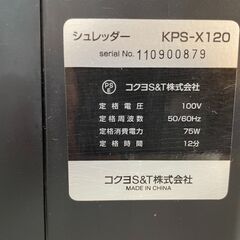 シュレッダー KPS-X120
serial No. 110900879
PS
E
コクヨS&T株式会社
定格電圧 100V
定格周波数 50/60Hz
定格消費電力 75W
定格時間 12分
コクヨS&T株式会社
MADE IN CHINA